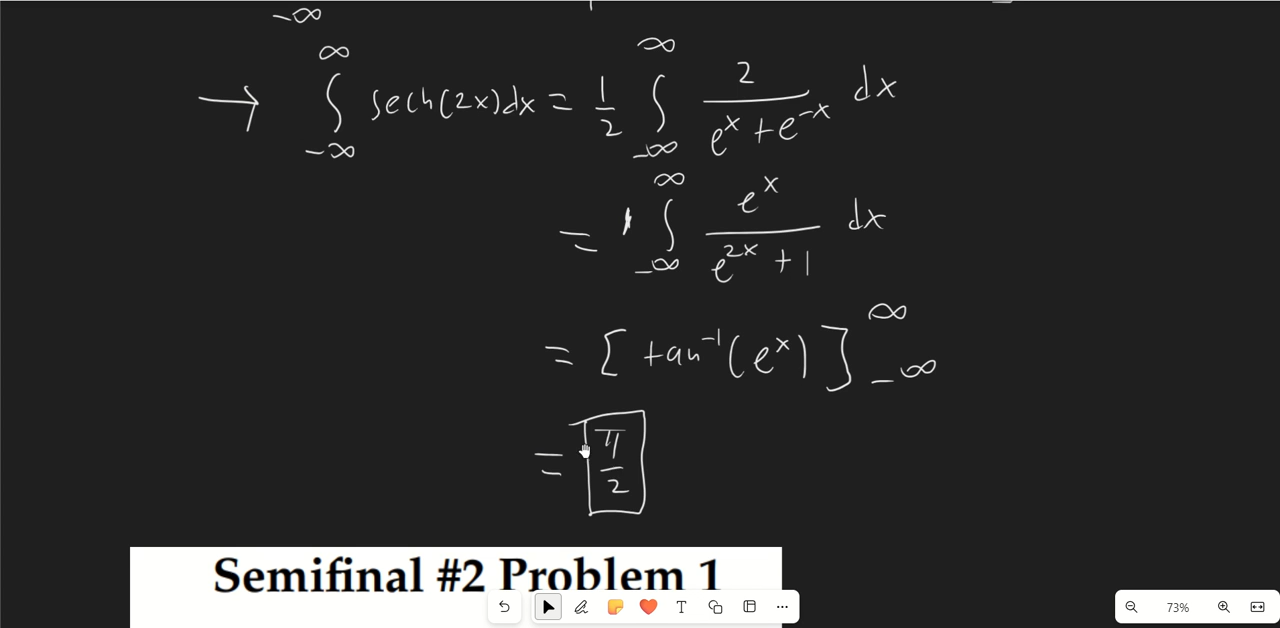 -∞
→ ∫_{-∞}^{∞} sech(2x)dx = 1/2 ∫_{-∞}^{∞} 2/(e^x + e^{-x}) dx
= ∫_{-∞}^{∞} e^x/(e^{2x} + 1) dx
= [tan^{-1}(e^x)]_{-∞}^{∞}
= π/2
Semifinal #2 Problem 1
73%